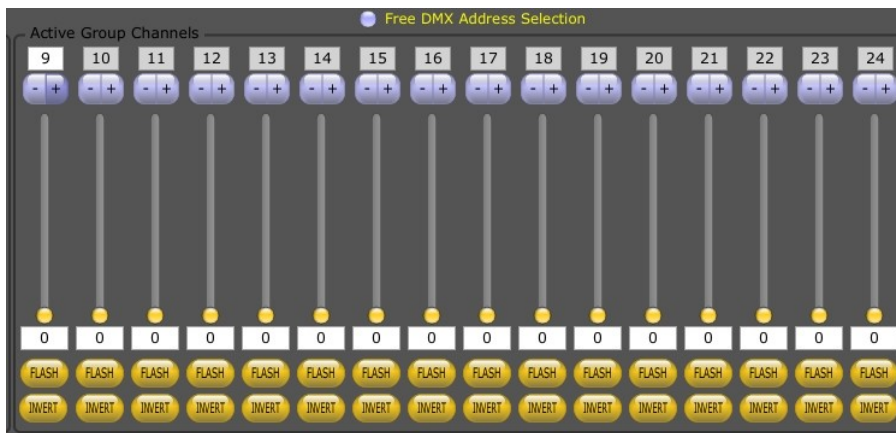 Free DMX Address Selection
Active Group Channels
9 10 11 12 13 14 15 16 17 18 19 20 21 22 23 24
- + - + - + - + - + - + - + - + - + - + - + - + - + - + - + - +
0 0 0 0 0 0 0 0 0 0 0 0 0 0 0 0
FLASH FLASH FLASH FLASH FLASH FLASH FLASH FLASH FLASH FLASH FLASH FLASH FLASH FLASH FLASH FLASH
INVERT INVERT INVERT INVERT INVERT INVERT INVERT INVERT INVERT INVERT INVERT INVERT INVERT INVERT INVERT INVERT